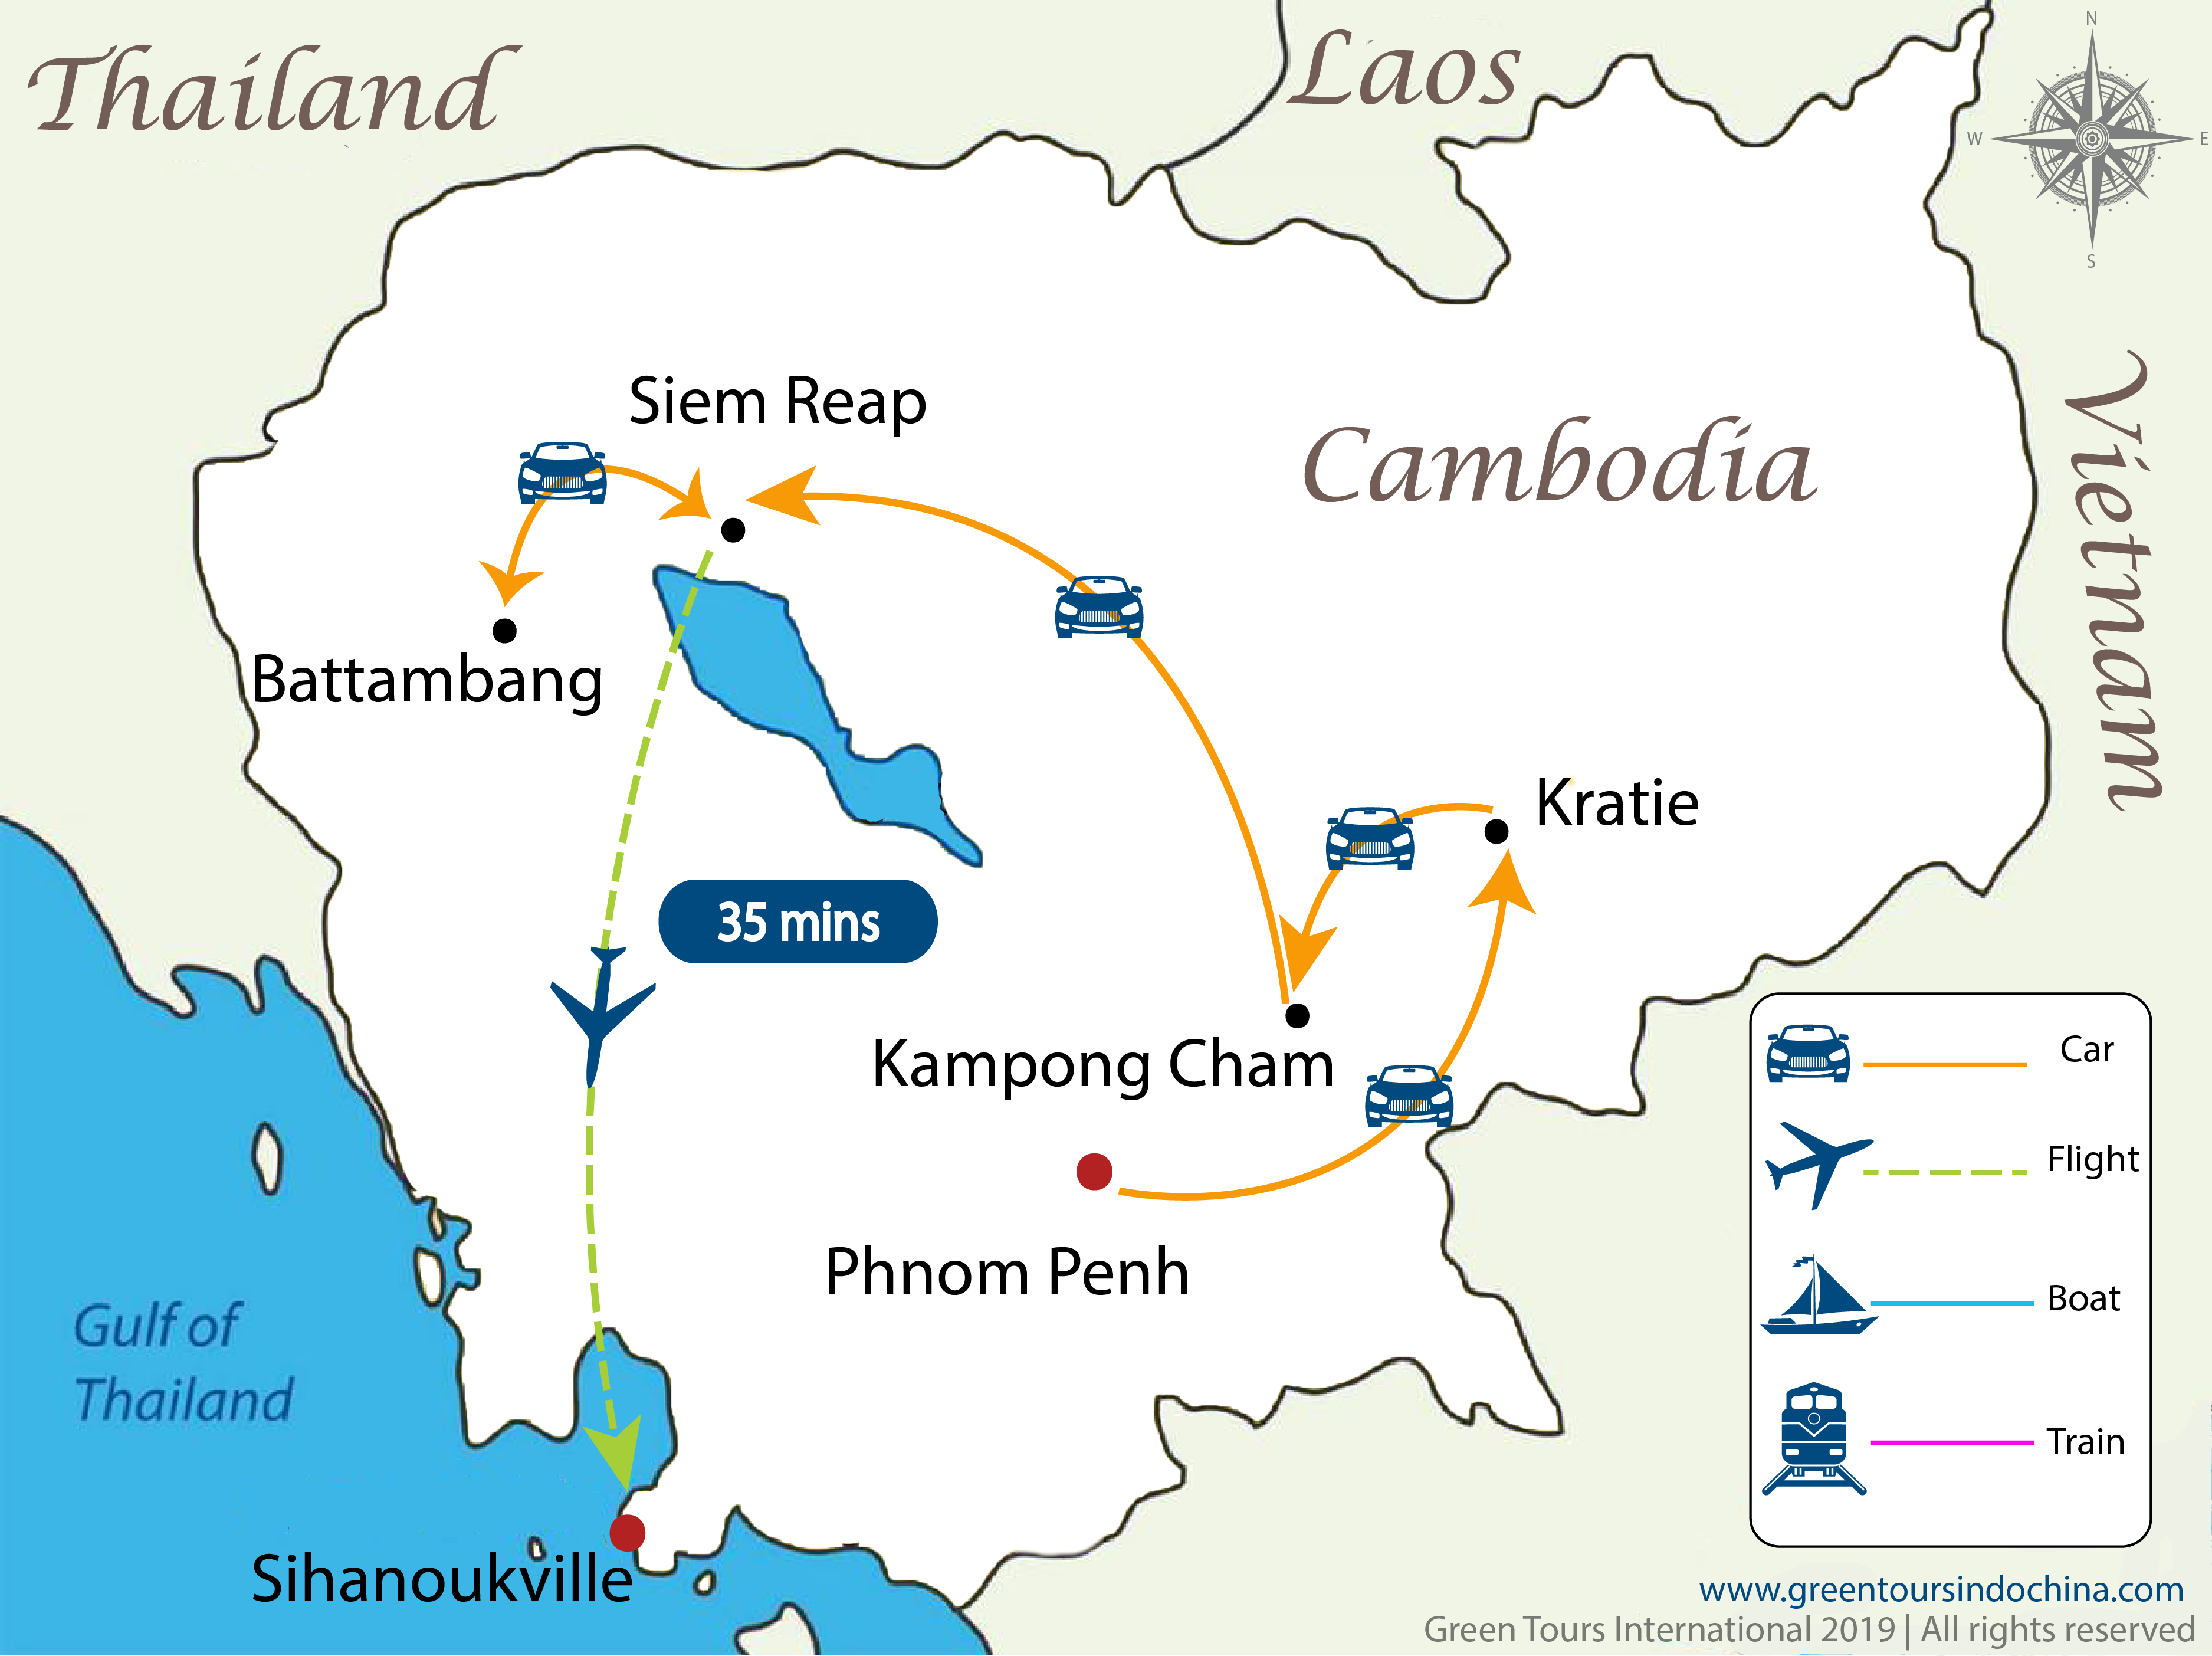 Thailand
Laos
N
W
E
S
Siem Reap
Cambodia
Vietnam
Battambang
Kratie
35 mins
Kampong Cham
Car
Flight
Phnom Penh
Boat
Gulf of
Thailand
Train
Sihanoukville
www.greentoursindochina.com
Green Tours International 2019 | All rights reserved